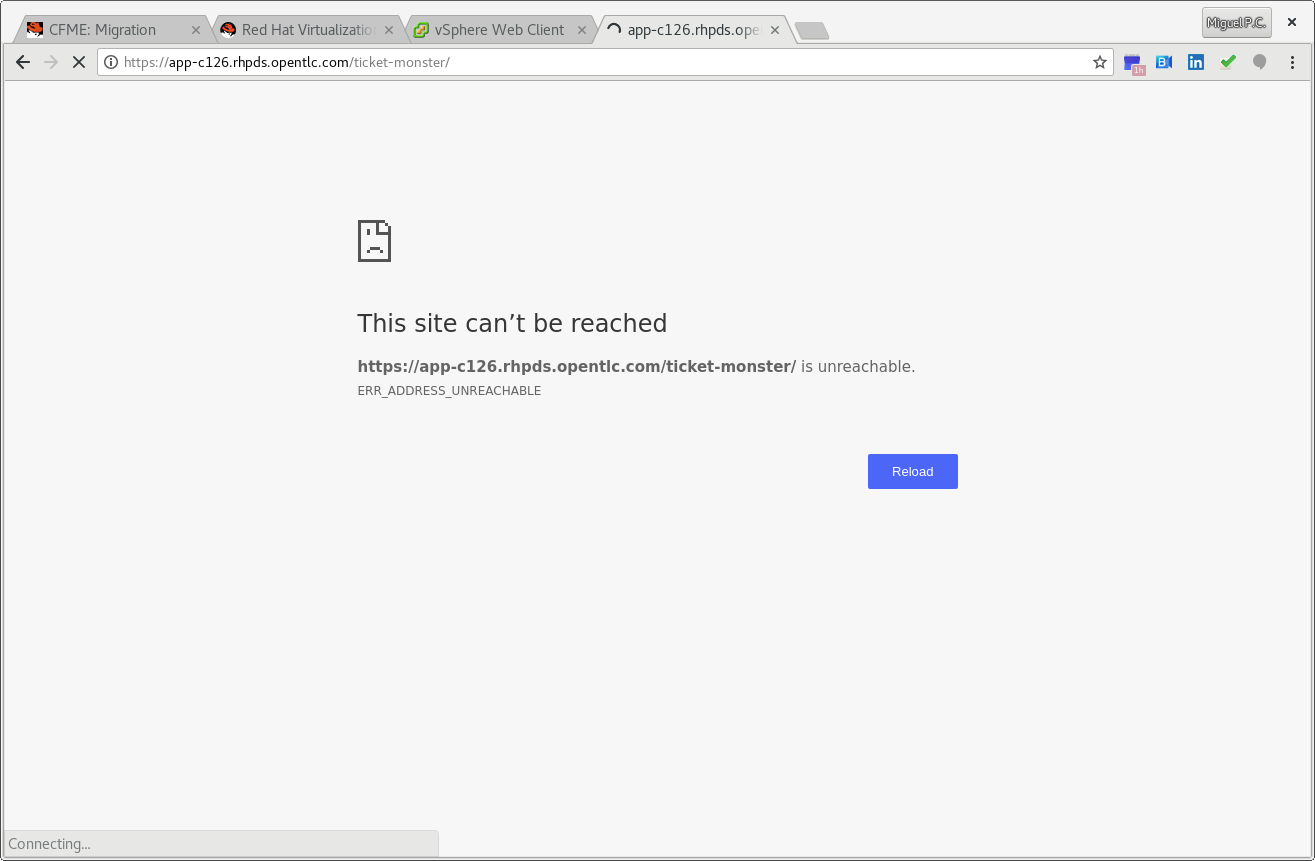 CFME: Migration
Red Hat Virtualizatio
vSphere Web Client
app-c126.rhpds.ope
Miguel P.C.
https://app-c126.rhpds.opentlc.com/ticket-monster/
1h
B
in
This site can’t be reached
https://app-c126.rhpds.opentlc.com/ticket-monster/ is unreachable.
ERR_ADDRESS_UNREACHABLE
Reload
Connecting...